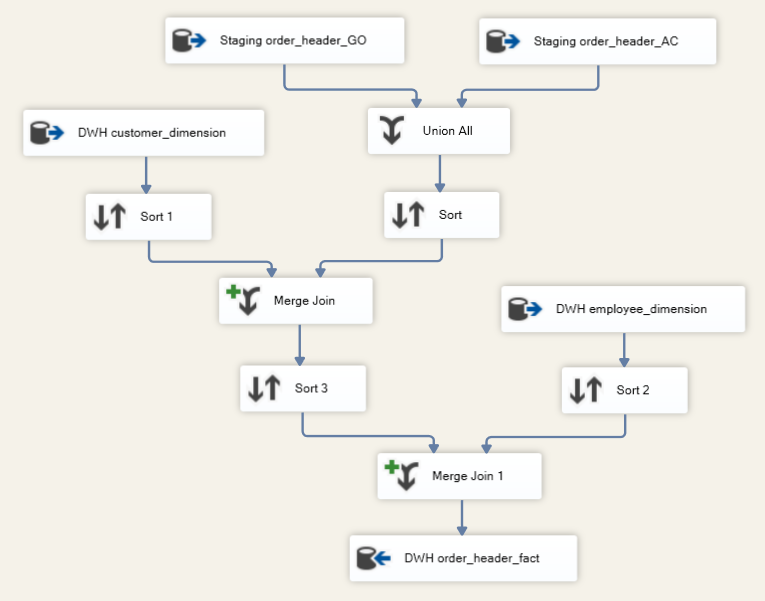 Staging order_header_GO
Staging order_header_AC
DWH customer_dimension
Union All
Sort 1
Sort
Merge Join
DWH employee_dimension
Sort 3
Sort 2
Merge Join 1
DWH order_header_fact